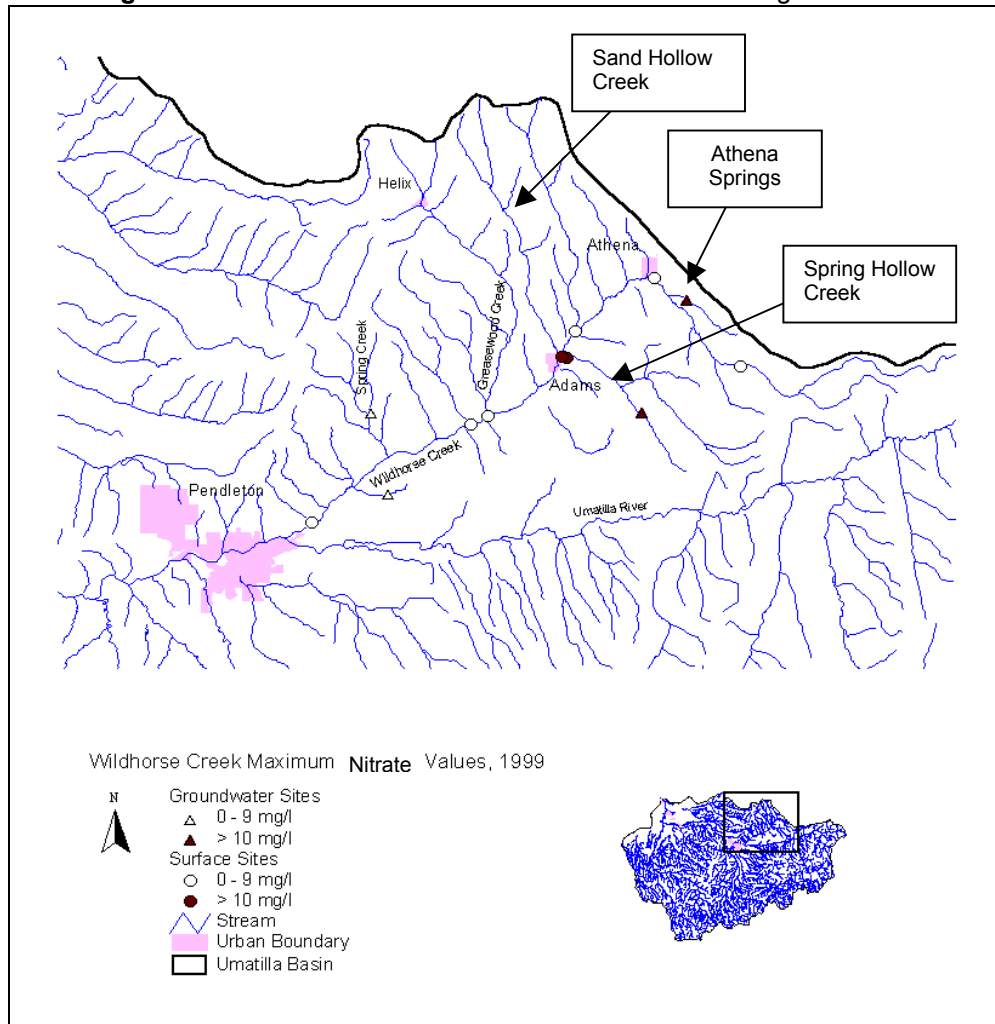 Sand Hollow
Creek
Athena
Springs
Helix
Athena
Spring Hollow
Creek
Greasewood Creek
Spring Creek
Adams
Wildhorse Creek
Pendleton
Umatilla River
Wildhorse Creek Maximum Nitrate Values, 1999
N
Groundwater Sites
0 - 9 mg/l
> 10 mg/l
Surface Sites
0 - 9 mg/l
> 10 mg/l
Stream
Urban Boundary
Umatilla Basin